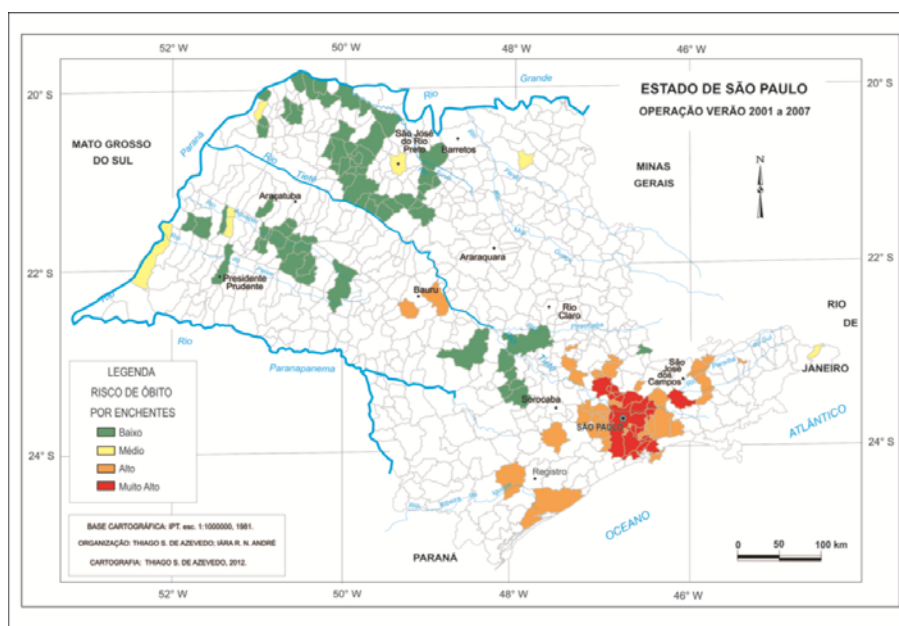 52° W
50° W
48° W
46° W
ESTADO DE SÃO PAULO
OPERAÇÃO VERÃO 2001 a 2007
20° S
20° S
Rio
Grande
MATO GROSSO
DO SUL
Paraná
São José
do Rio
Preto
Barretos
MINAS
GERAIS
N
Rio
Tietê
Araçatuba
Araraquara
22° S
22° S
Presidente
Prudente
Bauru
Rio
Claro
RIO
DE
JANEIRO
Rio
Rio
Paranapanema
Tietê
São
José
dos
Campos
Sorocaba
SÃO PAULO
ATLÂNTICO
LEGENDA
RISCO DE ÓBITO
POR ENCHENTES
Baixo
Médio
Alto
Muito Alto
24° S
24° S
Registro
OCEANO
PARANÁ
BASE CARTOGRÁFICA: IPT. esc. 1:1000000, 1981.
ORGANIZAÇÃO: THIAGO S. DE AZEVEDO; IÁRA R. N. ANDRÉ
CARTOGRAFIA: THIAGO S. DE AZEVEDO, 2012.
0 50 100 km
52° W
50° W
48° W
46° W